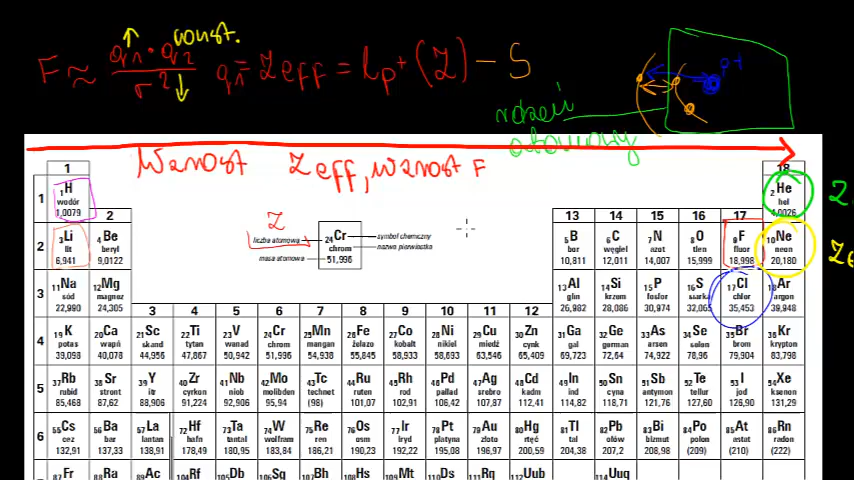 F ≈ q1 · q2 / r² const. q1 = Zeff = lp+ (Z) - S
p+
rdzeń
atomowy
Wzrost Zeff, wzrost F
1 18
1 1H 2He
wodór hel
1,0079 2 4,0026
Z
2 3Li 4Be 24Cr symbol chemiczny 5B 6C 7N 8O 9F 10Ne
liczba atomowa nazwa pierwiastka
lit beryl chrom bor węgiel azot tlen fluor neon
masa atomowa
6,941 9,0122 51,996 10,811 12,011 14,007 15,999 18,998 20,180
13 14 15 16 17
3 11Na 12Mg 13Al 14Si 15P 16S 17Cl 18Ar
sód magnez glin krzem fosfor siarka chlor argon
22,990 24,305 3 4 5 6 7 8 9 10 11 12 26,982 28,086 30,974 32,065 35,453 39,948
4 19K 20Ca 21Sc 22Ti 23V 24Cr 25Mn 26Fe 27Co 28Ni 29Cu 30Zn 31Ga 32Ge 33As 34Se 35Br 36Kr
potas wapń skand tytan wanad chrom mangan żelazo kobalt nikiel miedź cynk gal german arsen selen brom krypton
39,098 40,078 44,956 47,867 50,942 51,996 54,938 55,845 58,933 58,693 63,546 65,409 69,723 72,64 74,922 78,96 79,904 83,798
5 37Rb 38Sr 39Y 40Zr 41Nb 42Mo 43Tc 44Ru 45Rh 46Pd 47Ag 48Cd 49In 50Sn 51Sb 52Te 53I 54Xe
rubid stront itr cyrkon niob molibden technet ruten rod pallad srebro kadm ind cyna antymon tellur jod ksenon
85,468 87,62 88,906 91,224 92,906 95,94 (98) 101,07 102,91 106,42 107,87 112,41 114,82 118,71 121,76 127,60 126,90 131,29
6 55Cs 56Ba 57La 72Hf 73Ta 74W 75Re 76Os 77Ir 78Pt 79Au 80Hg 81Tl 82Pb 83Bi 84Po 85At 86Rn
cez bar lantan hafn tantal wolfram ren osm iryd platyna złoto rtęć tal ołów bizmut polon astat radon
132,91 137,33 138,91 178,49 180,95 183,84 186,21 190,23 192,22 195,08 196,97 200,59 204,38 207,2 208,98 (209) (210) (222)
87Fr 88Ra 89Ac 104Rf 105Db 106Sg 107Bh 108Hs 109Mt 110Ds 111Rg 112Uub 114Uuq